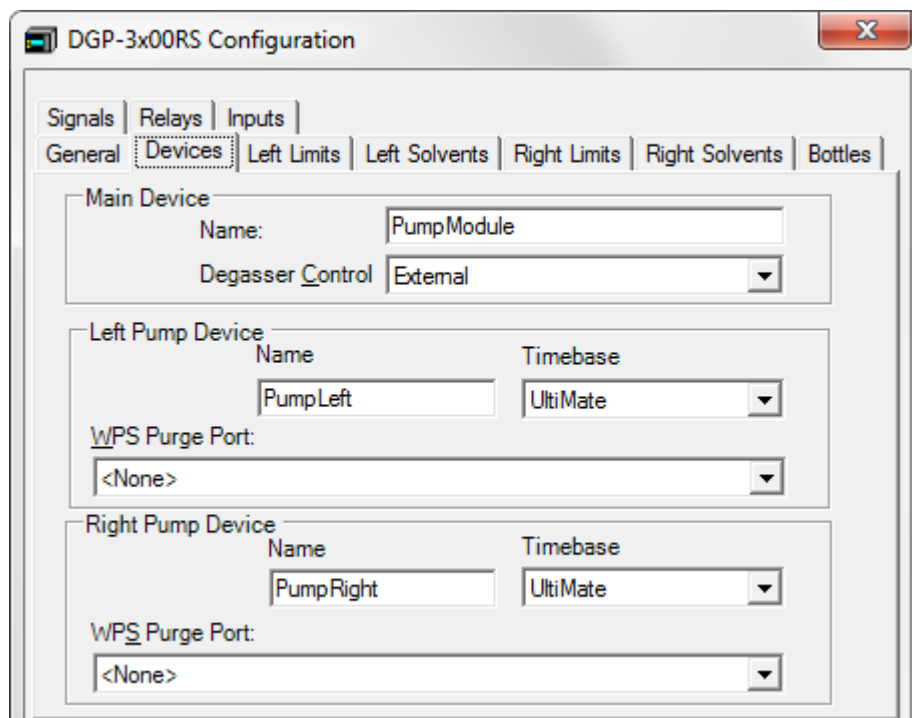 DGP-3x00RS Configuration
Signals Relays Inputs
General Devices Left Limits Left Solvents Right Limits Right Solvents Bottles
Main Device
Name: PumpModule
Degasser Control External
Left Pump Device
Name Timebase
PumpLeft UltiMate
WPS Purge Port:
<None>
Right Pump Device
Name Timebase
PumpRight UltiMate
WPS Purge Port:
<None>